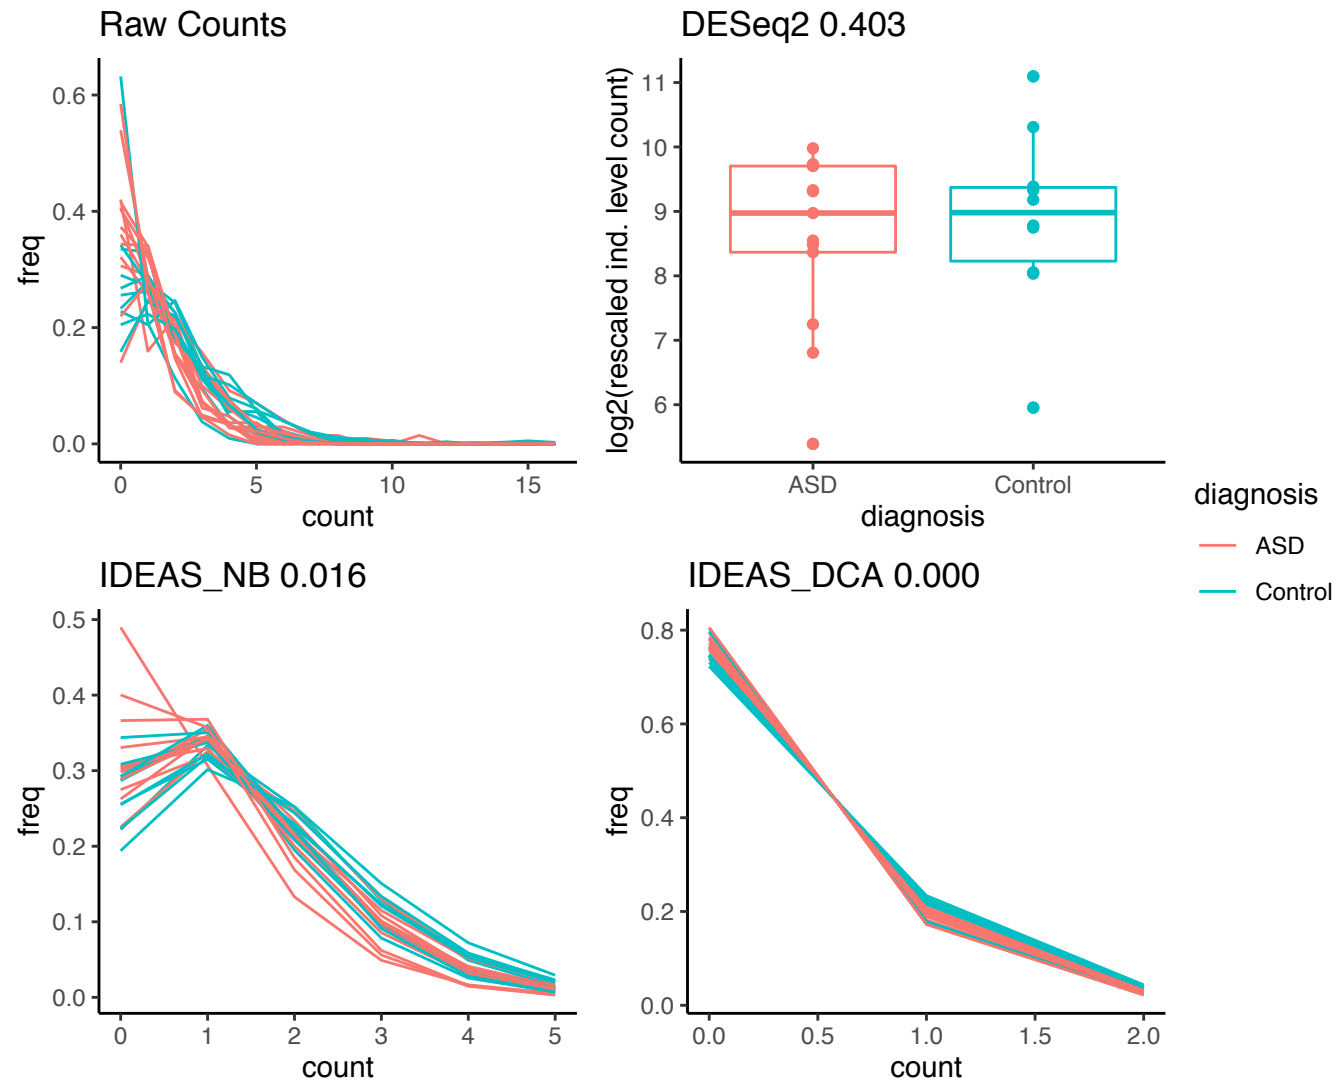 Raw Counts
freq
0.6
0.4
0.2
0.0
0
5
10
15
count
DESeq2 0.403
log2(rescaled ind. level count)
11
10
9
8
7
6
ASD
Control
diagnosis
diagnosis
ASD
Control
IDEAS_NB 0.016
freq
0.5
0.4
0.3
0.2
0.1
0.0
0
1
2
3
4
5
count
IDEAS_DCA 0.000
freq
0.8
0.6
0.4
0.2
0.0
0.0
0.5
1.0
1.5
2.0
count